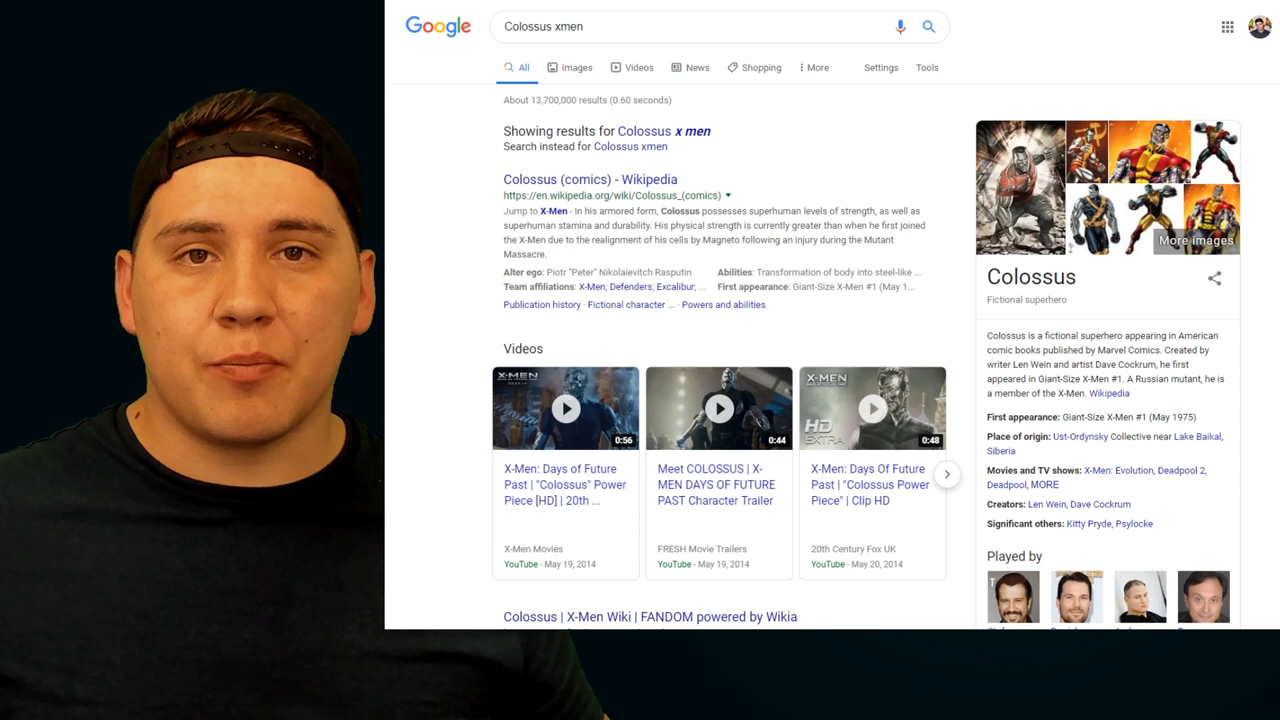 Google
Colossus xmen
All
Images
Videos
News
Shopping
More
Settings
Tools
About 13,700,000 results (0.60 seconds)
Showing results for Colossus x men
Search instead for Colossus xmen
Colossus (comics) - Wikipedia
https://en.wikipedia.org/wiki/Colossus_(comics)
Jump to X-Men - In his armored form, Colossus possesses superhuman levels of strength, as well as
superhuman stamina and durability. His physical strength is currently greater than when he first joined
the X-Men due to the realignment of his cells by Magneto following an injury during the Mutant
Massacre.
Alter ego: Piotr "Peter" Nikolaievitch Rasputin
Abilities: Transformation of body into steel-like ...
Team affiliations: X-Men; Defenders; Excalibur; ...
First appearance: Giant-Size X-Men #1 (May 1...
Publication history · Fictional character ... · Powers and abilities
Videos
X-MEN
0:56
0:44
X-MEN
HD
EXTRA
0:48
X-Men: Days of Future
Past | "Colossus" Power
Piece [HD] | 20th ...
X-Men Movies
YouTube - May 19, 2014
Meet COLOSSUS | X-
MEN DAYS OF FUTURE
PAST Character Trailer
FRESH Movie Trailers
YouTube - May 19, 2014
X-Men: Days Of Future
Past | "Colossus Power
Piece" | Clip HD
20th Century Fox UK
YouTube - May 20, 2014
Colossus | X-Men Wiki | FANDOM powered by Wikia
More images
Colossus
Fictional superhero
Colossus is a fictional superhero appearing in American
comic books published by Marvel Comics. Created by
writer Len Wein and artist Dave Cockrum, he first
appeared in Giant-Size X-Men #1. A Russian mutant, he is
a member of the X-Men. Wikipedia
First appearance: Giant-Size X-Men #1 (May 1975)
Place of origin: Ust-Ordynsky Collective near Lake Baikal,
Siberia
Movies and TV shows: X-Men: Evolution, Deadpool 2,
Deadpool, MORE
Creators: Len Wein, Dave Cockrum
Significant others: Kitty Pryde, Psylocke
Played by